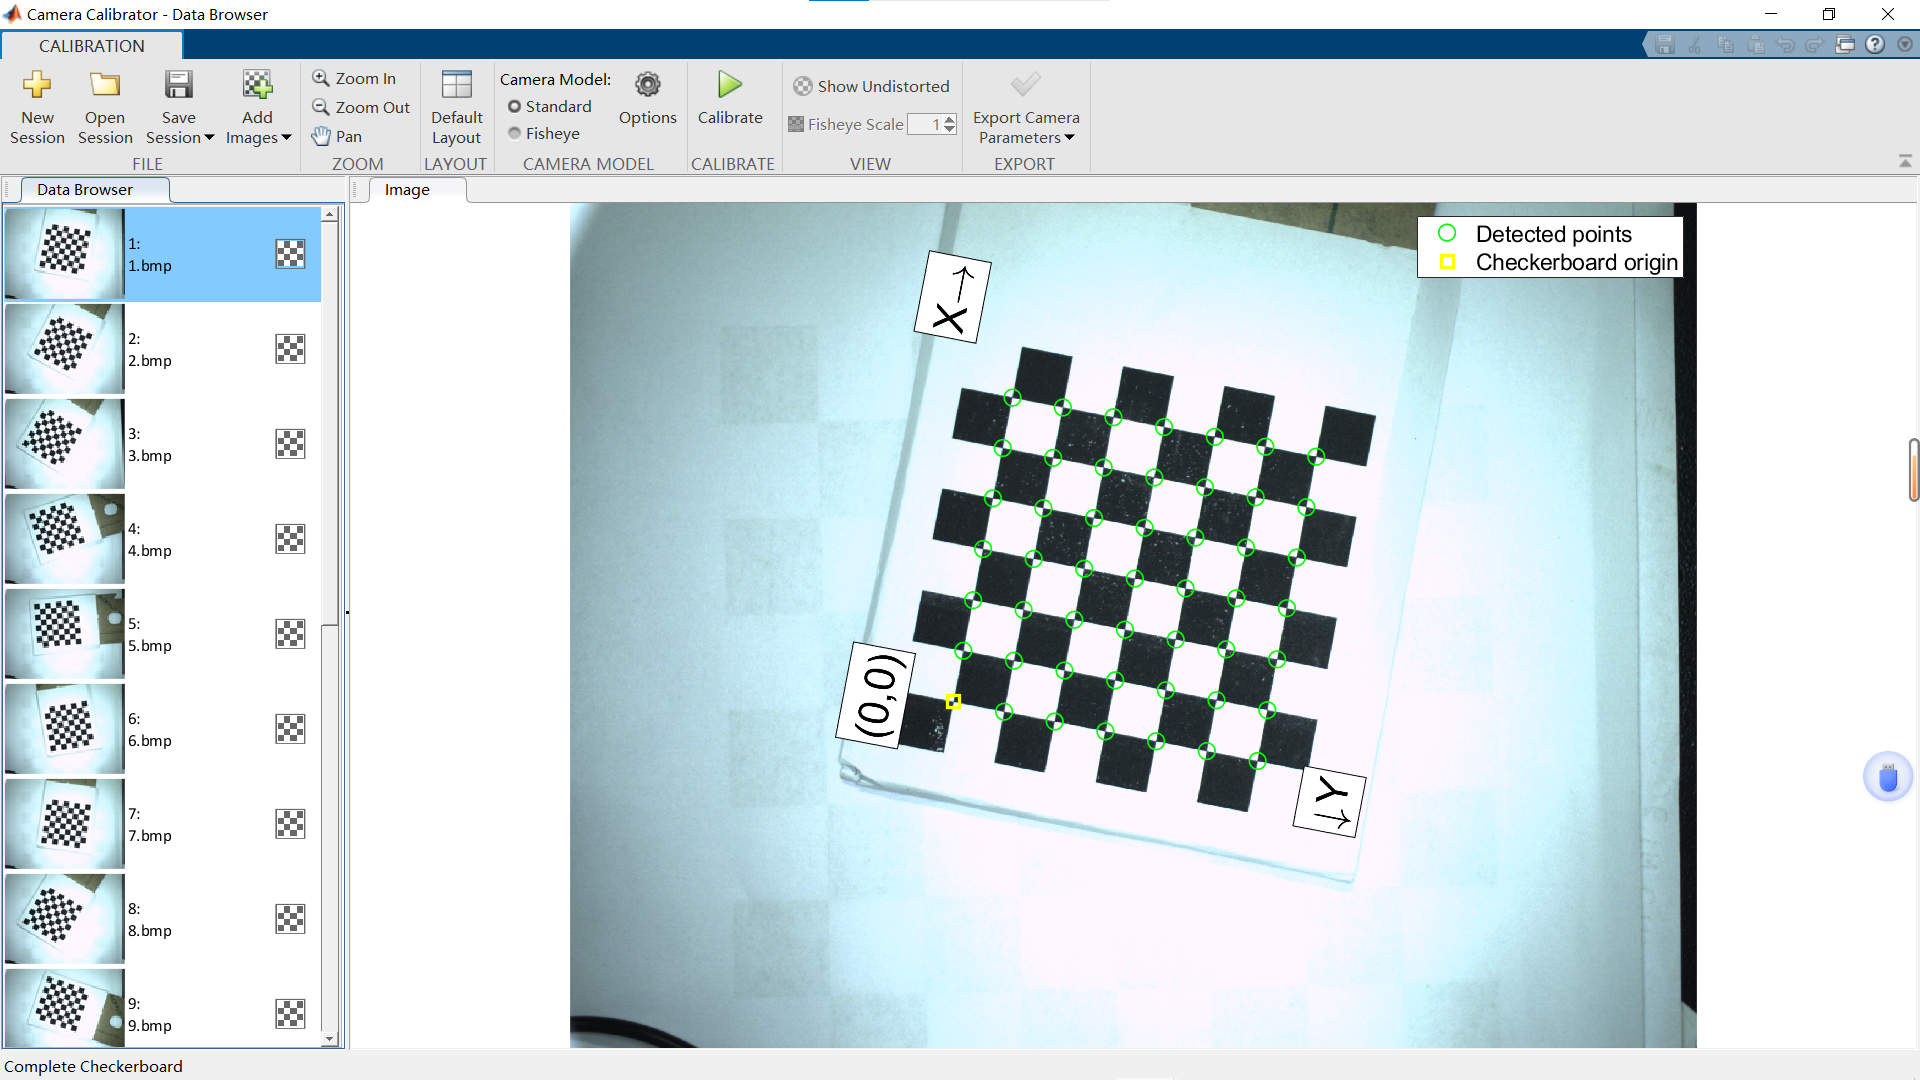 Camera Calibrator - Data Browser
CALIBRATION
New Session
Open Session
Save Session
Add Images
FILE
Zoom In
Zoom Out
Pan
ZOOM
Default Layout
LAYOUT
Camera Model:
Standard
Fisheye
Options
CAMERA MODEL
Calibrate
CALIBRATE
Show Undistorted
Fisheye Scale 1
VIEW
Export Camera Parameters
EXPORT
Data Browser
Image
1:
1.bmp
2:
2.bmp
3:
3.bmp
4:
4.bmp
5:
5.bmp
6:
6.bmp
7:
7.bmp
8:
8.bmp
9:
9.bmp
Detected points
Checkerboard origin
X→
(0,0)
Y→
Complete Checkerboard